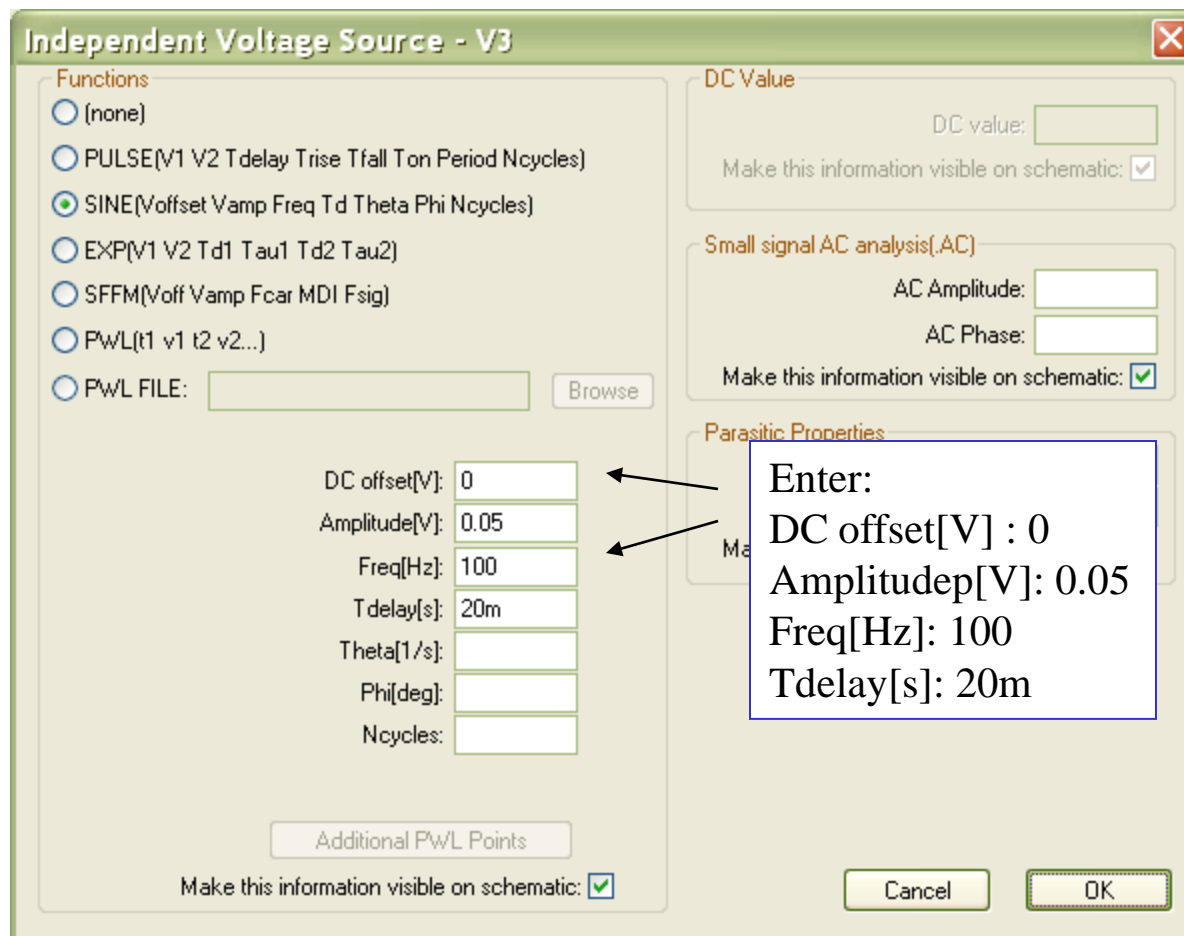 Independent Voltage Source - V3
Functions
(none)
PULSE(V1 V2 Tdelay Trise Tfall Ton Period Ncycles)
SINE(Voffset Vamp Freq Td Theta Phi Ncycles)
EXP(V1 V2 Td1 Tau1 Td2 Tau2)
SFFM(Voff Vamp Fcar MDI Fsig)
PWL(t1 v1 t2 v2...)
PWL FILE: Browse
DC offset[V]: 0
Amplitude[V]: 0.05
Freq[Hz]: 100
Tdelay[s]: 20m
Theta[1/s]:
Phi[deg]:
Ncycles:
Additional PWL Points
Make this information visible on schematic:
DC Value
DC value:
Make this information visible on schematic:
Small signal AC analysis(.AC)
AC Amplitude:
AC Phase:
Make this information visible on schematic:
Parasitic Properties
Ma
Enter:
DC offset[V] : 0
Amplitudep[V]: 0.05
Freq[Hz]: 100
Tdelay[s]: 20m
Cancel OK